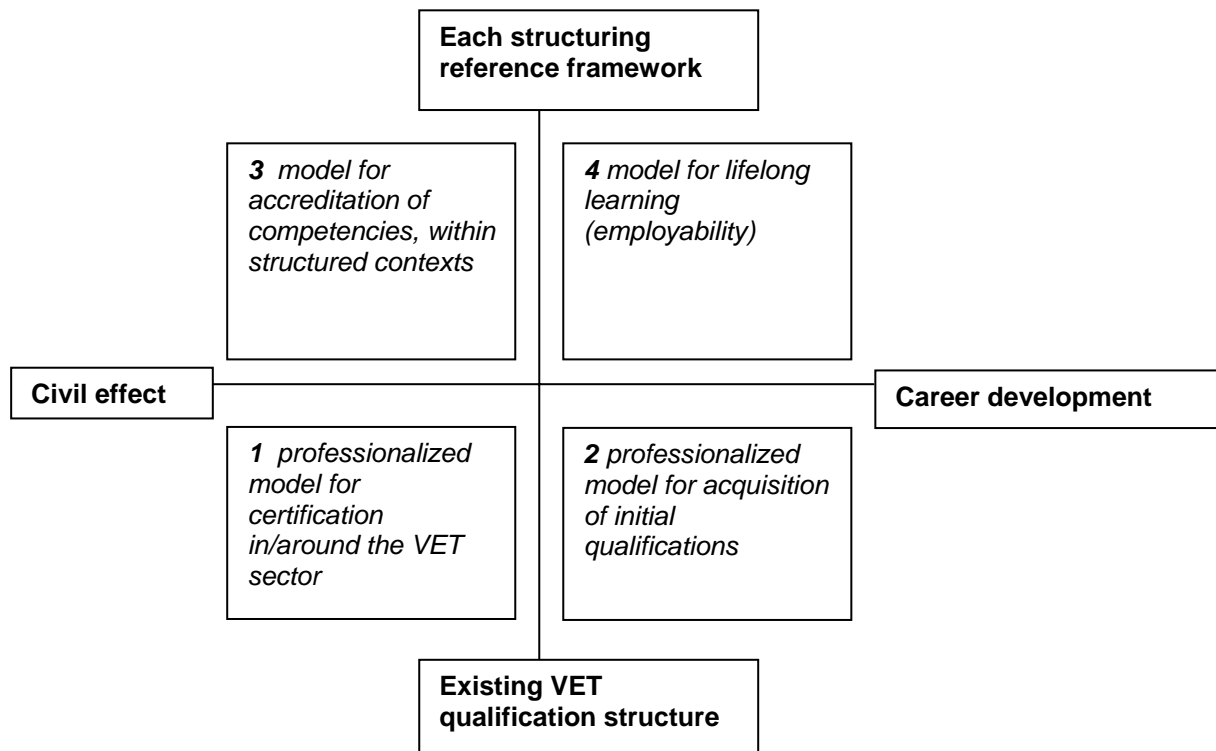 Each structuring
reference framework
3 model for
accreditation of
competencies, within
structured contexts
4 model for lifelong
learning
(employability)
Civil effect
Career development
1 professionalized
model for
certification
in/around the VET
sector
2 professionalized
model for acquisition
of initial
qualifications
Existing VET
qualification structure